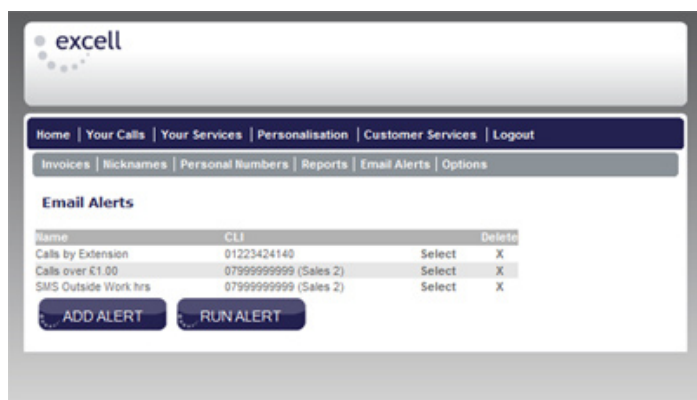 excell
Home | Your Calls | Your Services | Personalisation | Customer Services | Logout
Invoices | Nicknames | Personal Numbers | Reports | Email Alerts | Options
Email Alerts
Name CLI Delete
Calls by Extension 01223424140 Select X
Calls over £1.00 07999999999 (Sales 2) Select X
SMS Outside Work hrs 07999999999 (Sales 2) Select X
ADD ALERT RUN ALERT